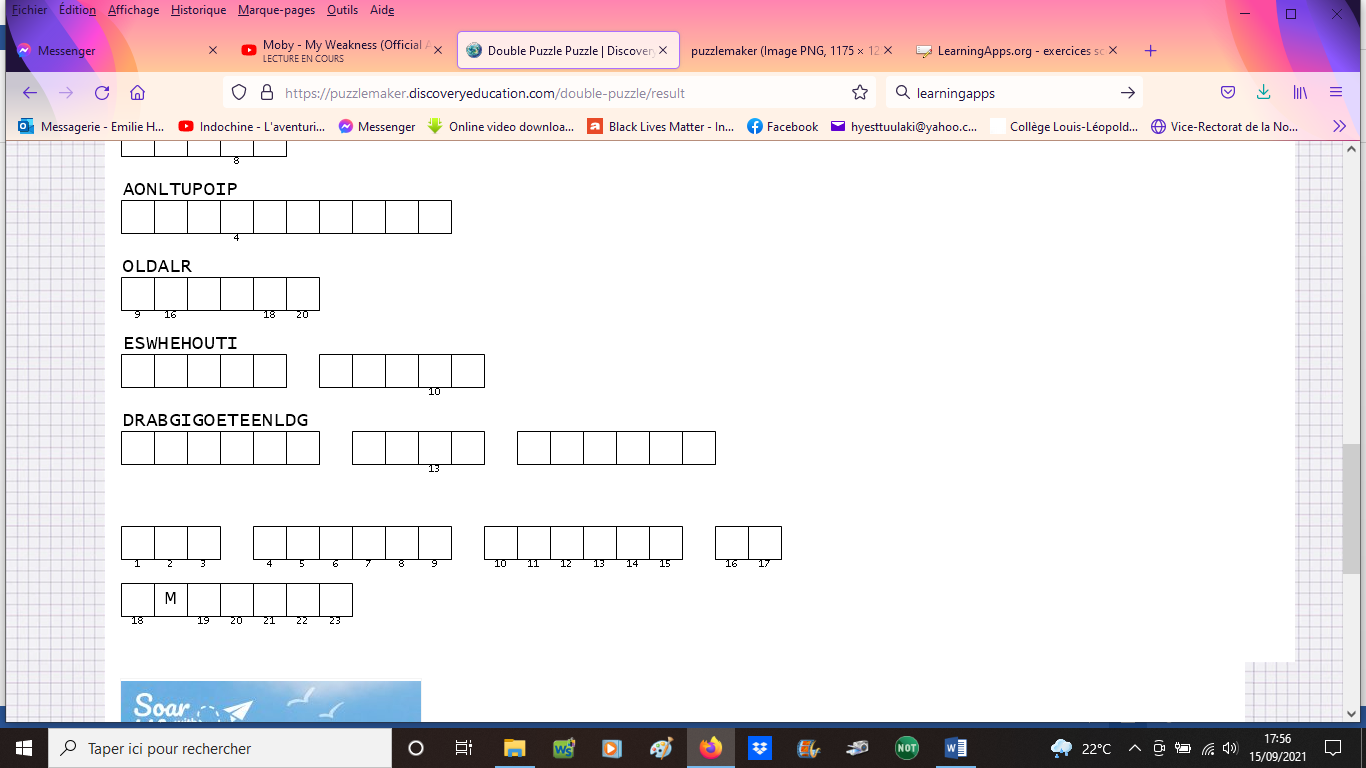 Fichier Édition Affichage Historique Marque-pages Outils Aide
Messenger
Moby - My Weakness (Official A
LECTURE EN COURS
Double Puzzle Puzzle | Discovery
puzzlemaker (Image PNG, 1175 × 12
LearningApps.org - exercices sc
https://puzzlemaker.discoveryeducation.com/double-puzzle/result
learningapps
Messagerie - Emilie H... Indochine - L'aventuri... Messenger Online video downloa... Black Lives Matter - In... Facebook hyesttuulaki@yahoo.c... Collège Louis-Léopold... Vice-Rectorat de la No...
8
AONLTUPOIP
4
OLDALR
9 16 18 20
ESWHEHOUTI
10
DRABGIGOETEENLDG
13
1 2 3 4 5 6 7 8 9 10 11 12 13 14 15 16 17
M
18 19 20 21 22 23
Soar
with
Taper ici pour rechercher
NOT
22°C
17:56
15/09/2021